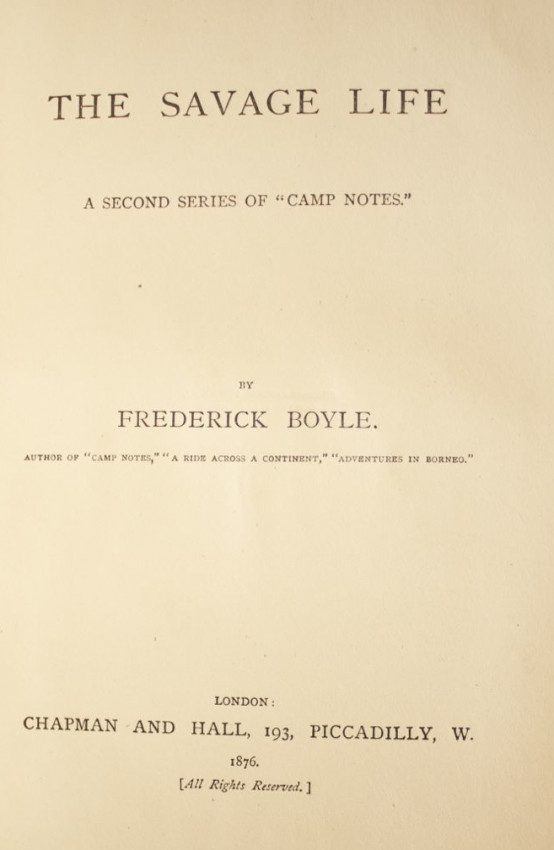 THE SAVAGE LIFE
A SECOND SERIES OF "CAMP NOTES."
BY
FREDERICK BOYLE.
AUTHOR OF "CAMP NOTES," "A RIDE ACROSS A CONTINENT," "ADVENTURES IN BORNEO."
LONDON:
CHAPMAN AND HALL, 193, PICCADILLY, W.
1876.
[All Rights Reserved.]